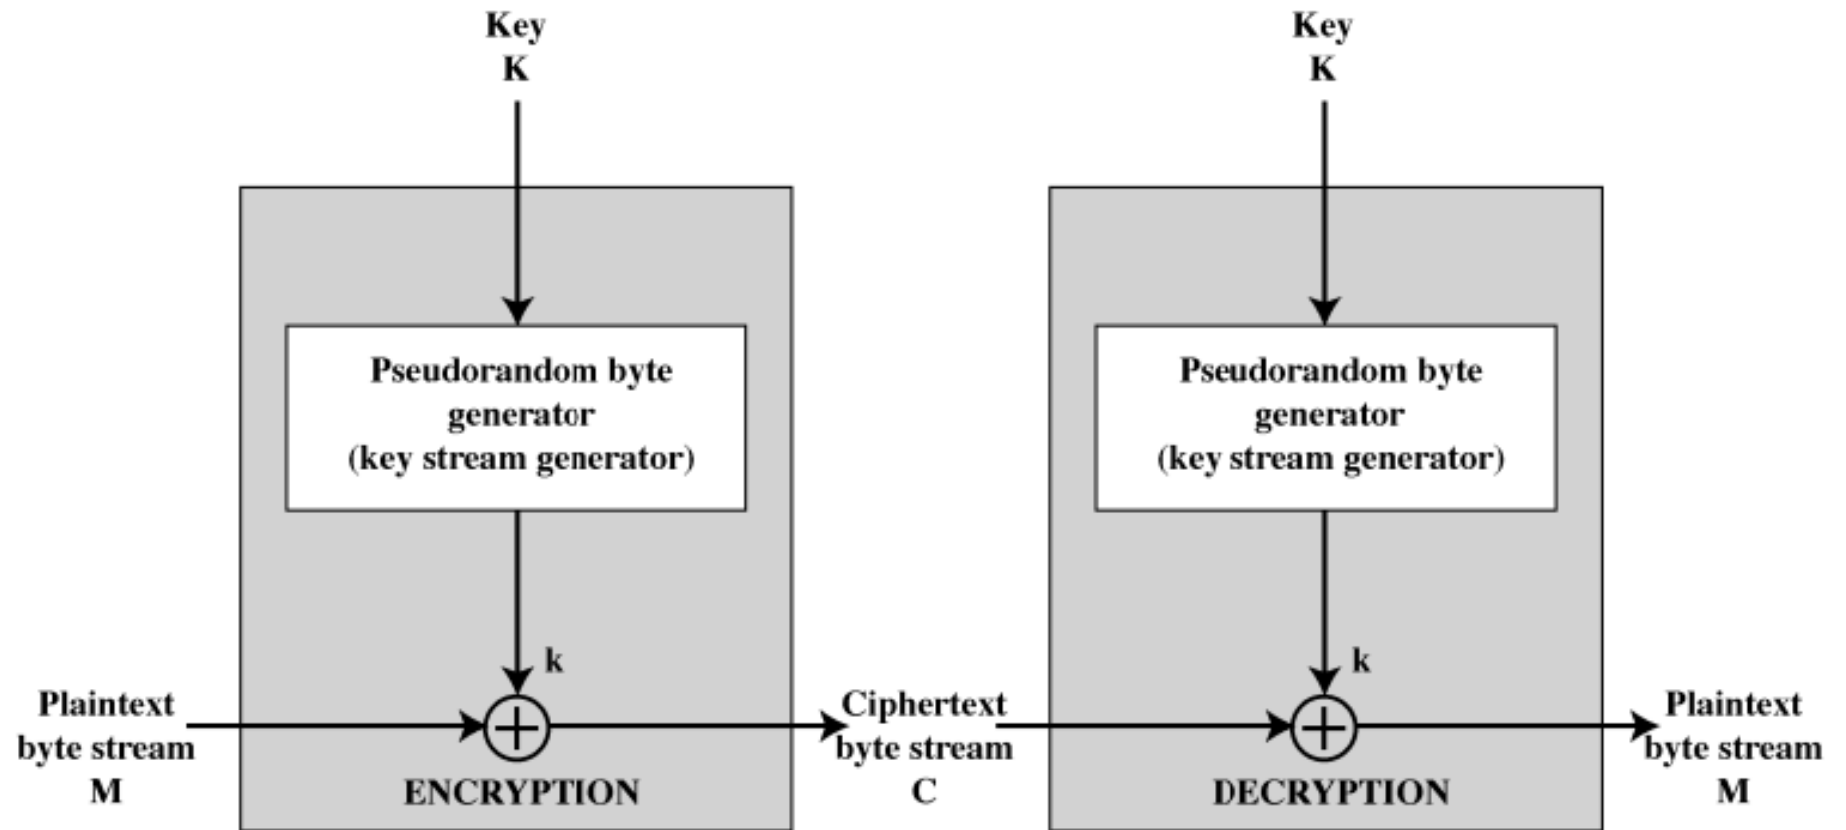 Key
K
Key
K
Pseudorandom byte
generator
(key stream generator)
Pseudorandom byte
generator
(key stream generator)
k
k
Plaintext
byte stream
M
ENCRYPTION
Ciphertext
byte stream
C
DECRYPTION
Plaintext
byte stream
M